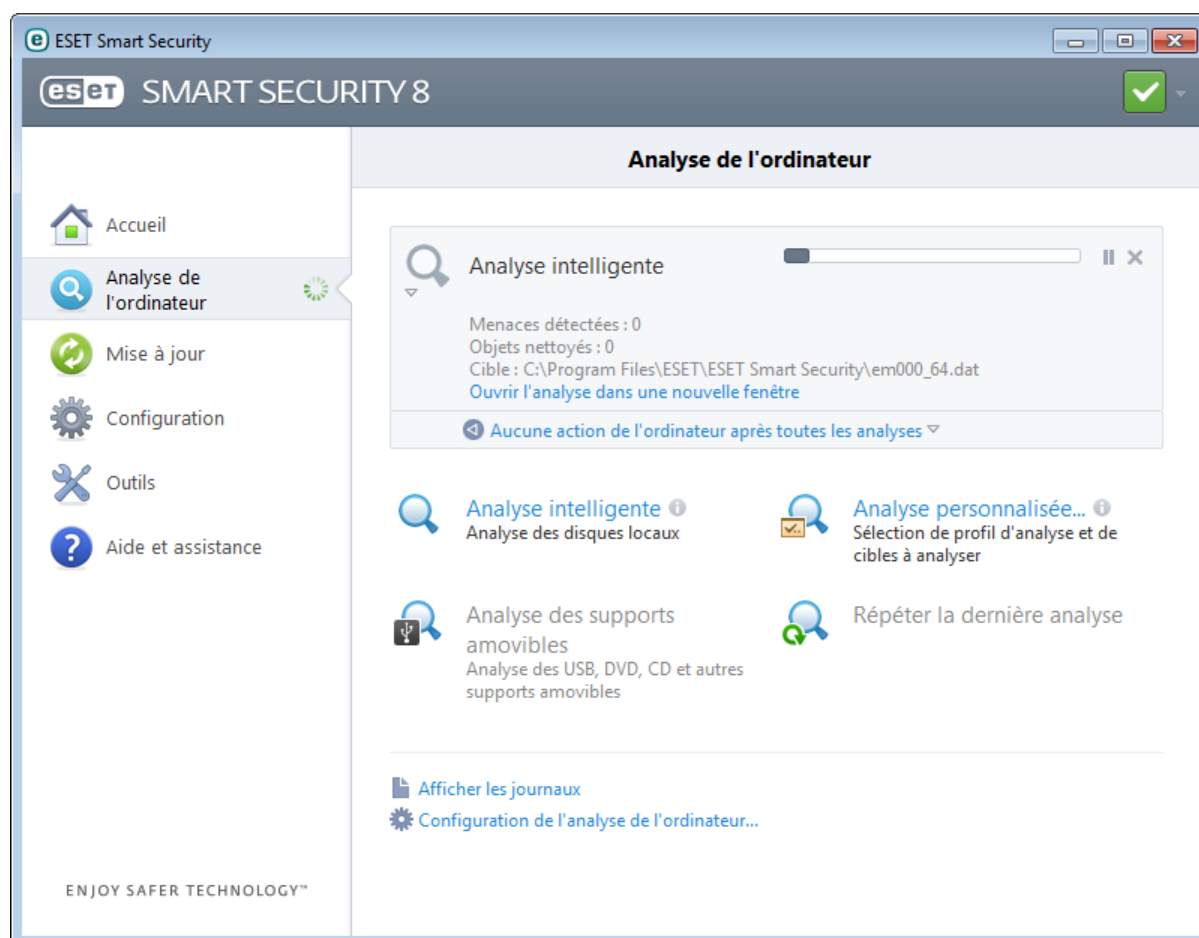 ESET Smart Security
eset SMART SECURITY 8
Analyse de l'ordinateur
Accueil
Analyse de
l'ordinateur
Mise à jour
Configuration
Outils
Aide et assistance
ENJOY SAFER TECHNOLOGY™
Analyse intelligente
Menaces détectées : 0
Objets nettoyés : 0
Cible : C:\Program Files\ESET\ESET Smart Security\em000_64.dat
Ouvrir l'analyse dans une nouvelle fenêtre
Aucune action de l'ordinateur après toutes les analyses
Analyse intelligente
Analyse des disques locaux
Analyse personnalisée...
Sélection de profil d'analyse et de
cibles à analyser
Analyse des supports
amovibles
Analyse des USB, DVD, CD et autres
supports amovibles
Répéter la dernière analyse
Afficher les journaux
Configuration de l'analyse de l'ordinateur...